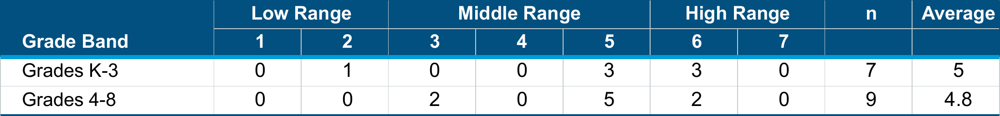 Low Range Middle Range High Range n Average
Grade Band 1 2 3 4 5 6 7
Grades K-3 0 1 0 0 3 3 0 7 5
Grades 4-8 0 0 2 0 5 2 0 9 4.8